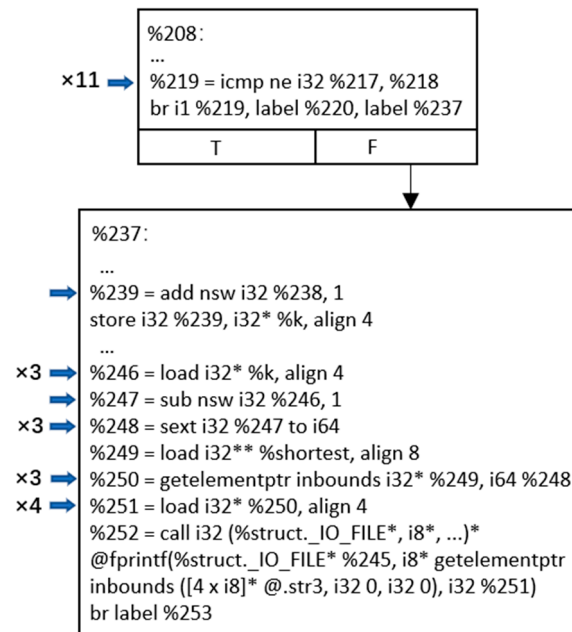 %208:
...
×11
%219 = icmp ne i32 %217, %218
br i1 %219, label %220, label %237
T
F
%237:
...
%239 = add nsw i32 %238, 1
store i32 %239, i32* %k, align 4
...
×3
%246 = load i32* %k, align 4
%247 = sub nsw i32 %246, 1
×3
%248 = sext i32 %247 to i64
%249 = load i32** %shortest, align 8
×3
%250 = getelementptr inbounds i32* %249, i64 %248
×4
%251 = load i32* %250, align 4
%252 = call i32 (%struct._IO_FILE*, i8*, ...)*
@fprintf(%struct._IO_FILE* %245, i8* getelementptr
inbounds ([4 x i8]* @.str3, i32 0, i32 0), i32 %251)
br label %253